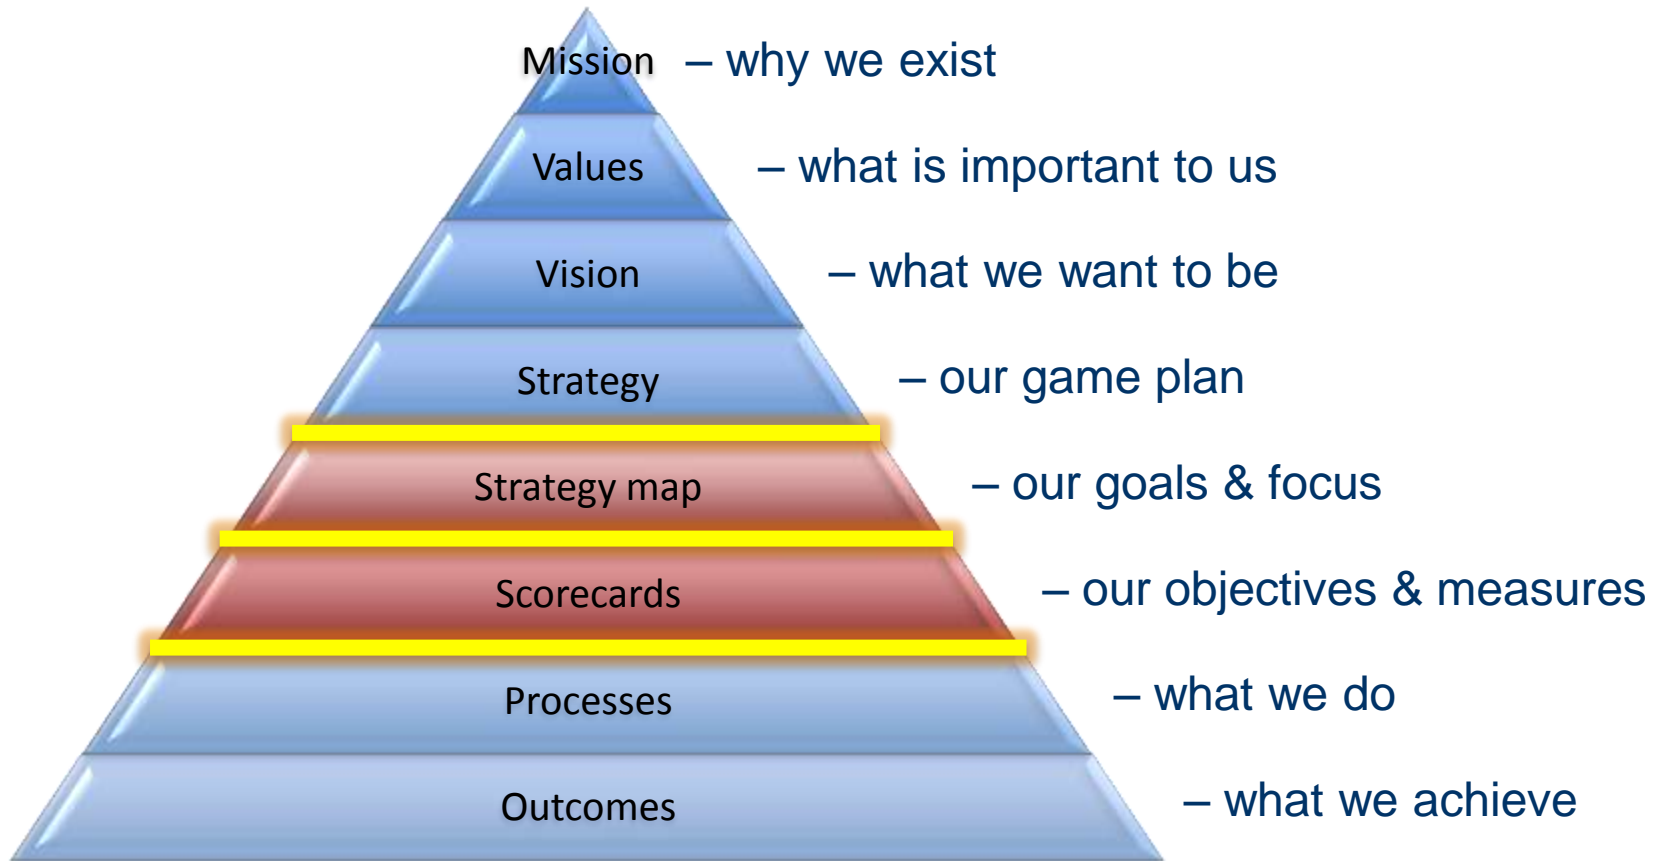 Mission – why we exist
Values – what is important to us
Vision – what we want to be
Strategy – our game plan
Strategy map – our goals & focus
Scorecards – our objectives & measures
Processes – what we do
Outcomes – what we achieve